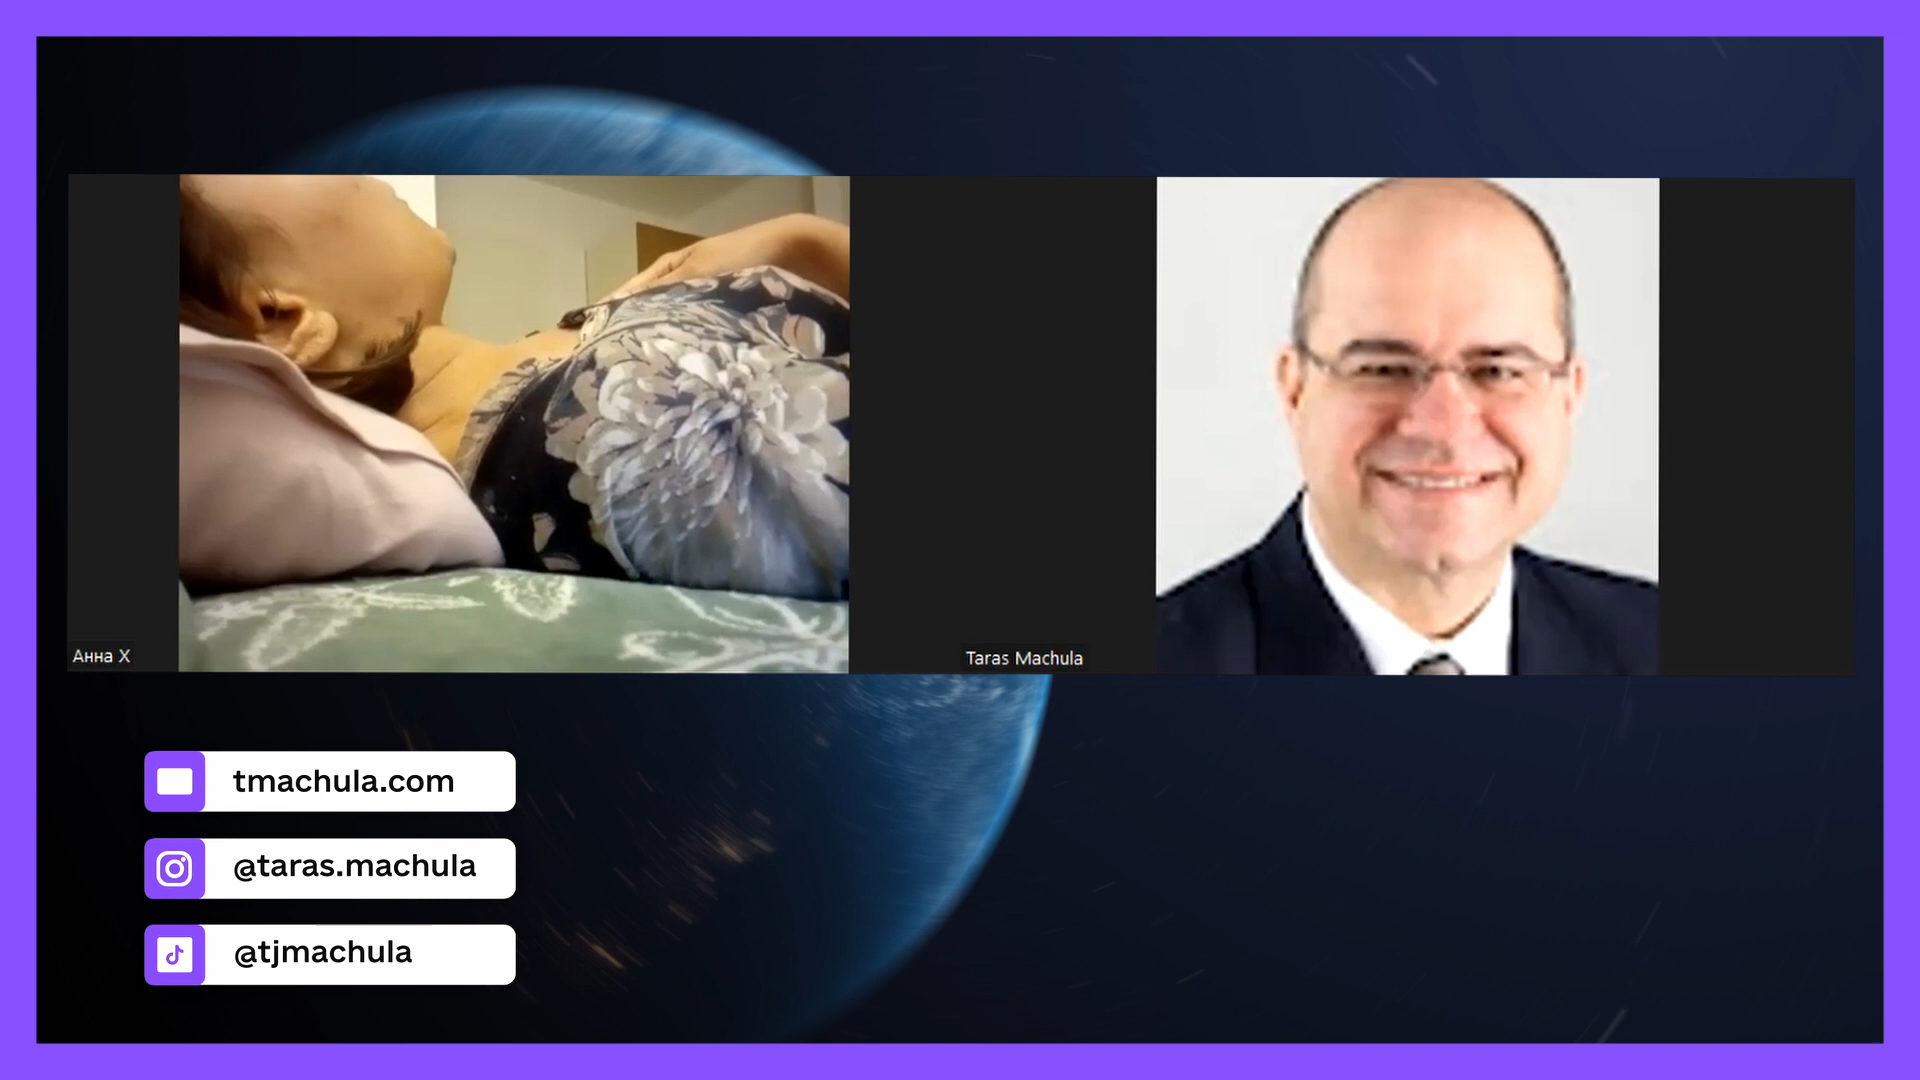 Анна Х
Taras Machula
tmachula.com
@taras.machula
@tjmachula